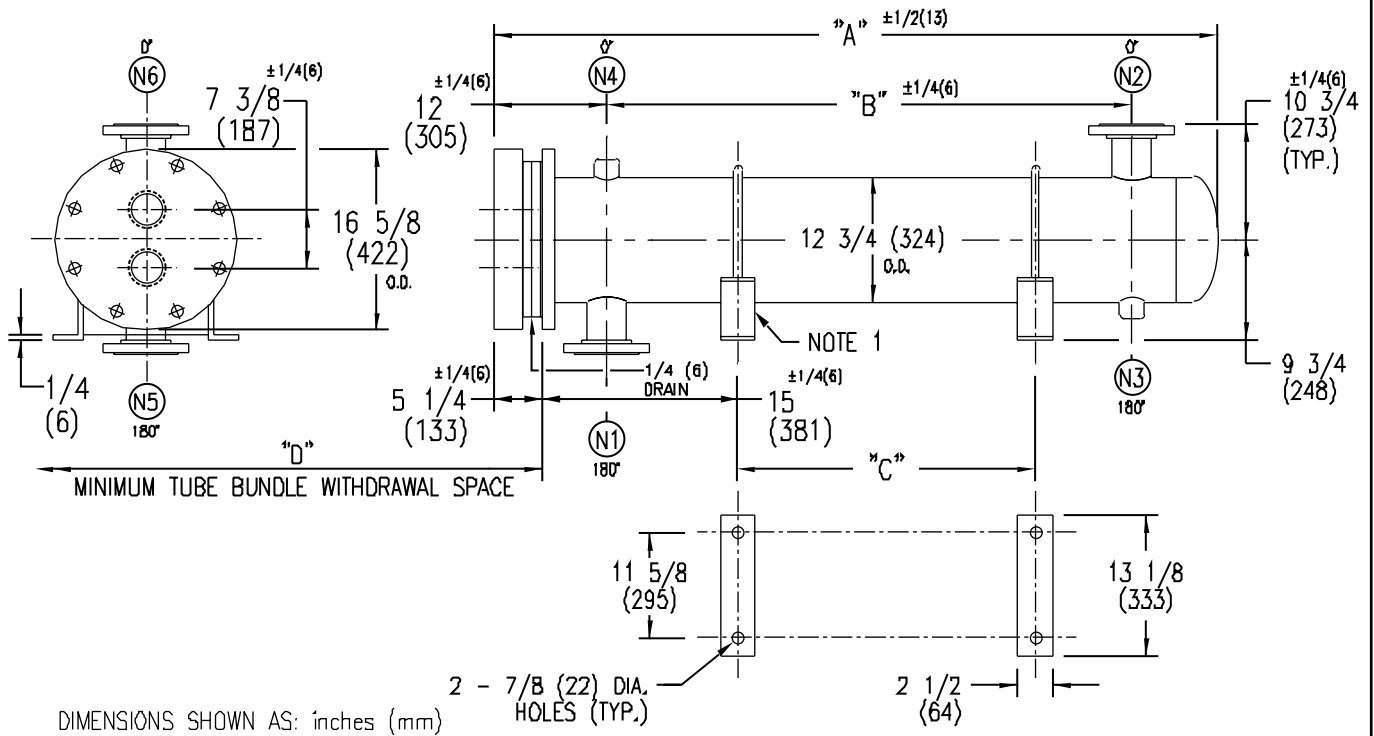 0°
N6
±1/4(6)
7 3/8
(187)
16 5/8
(422)
O.D.
1/4
(6)
N5
180°
"A" ±1/2(13)
±1/4(6)
12
(305)
0°
N4
"B" ±1/4(6)
0°
N2
±1/4(6)
10 3/4
(273)
(TYP.)
12 3/4 (324)
O.D.
NOTE 1
±1/4(6)
5 1/4
(133)
1/4 (6)
DRAIN
±1/4(6)
15
(381)
N1
180°
N3
180°
9 3/4
(248)
"D"
MINIMUM TUBE BUNDLE WITHDRAWAL SPACE
"C"
11 5/8
(295)
13 1/8
(333)
2 - 7/8 (22) DIA.
HOLES (TYP.)
2 1/2
(64)
DIMENSIONS SHOWN AS: inches (mm)